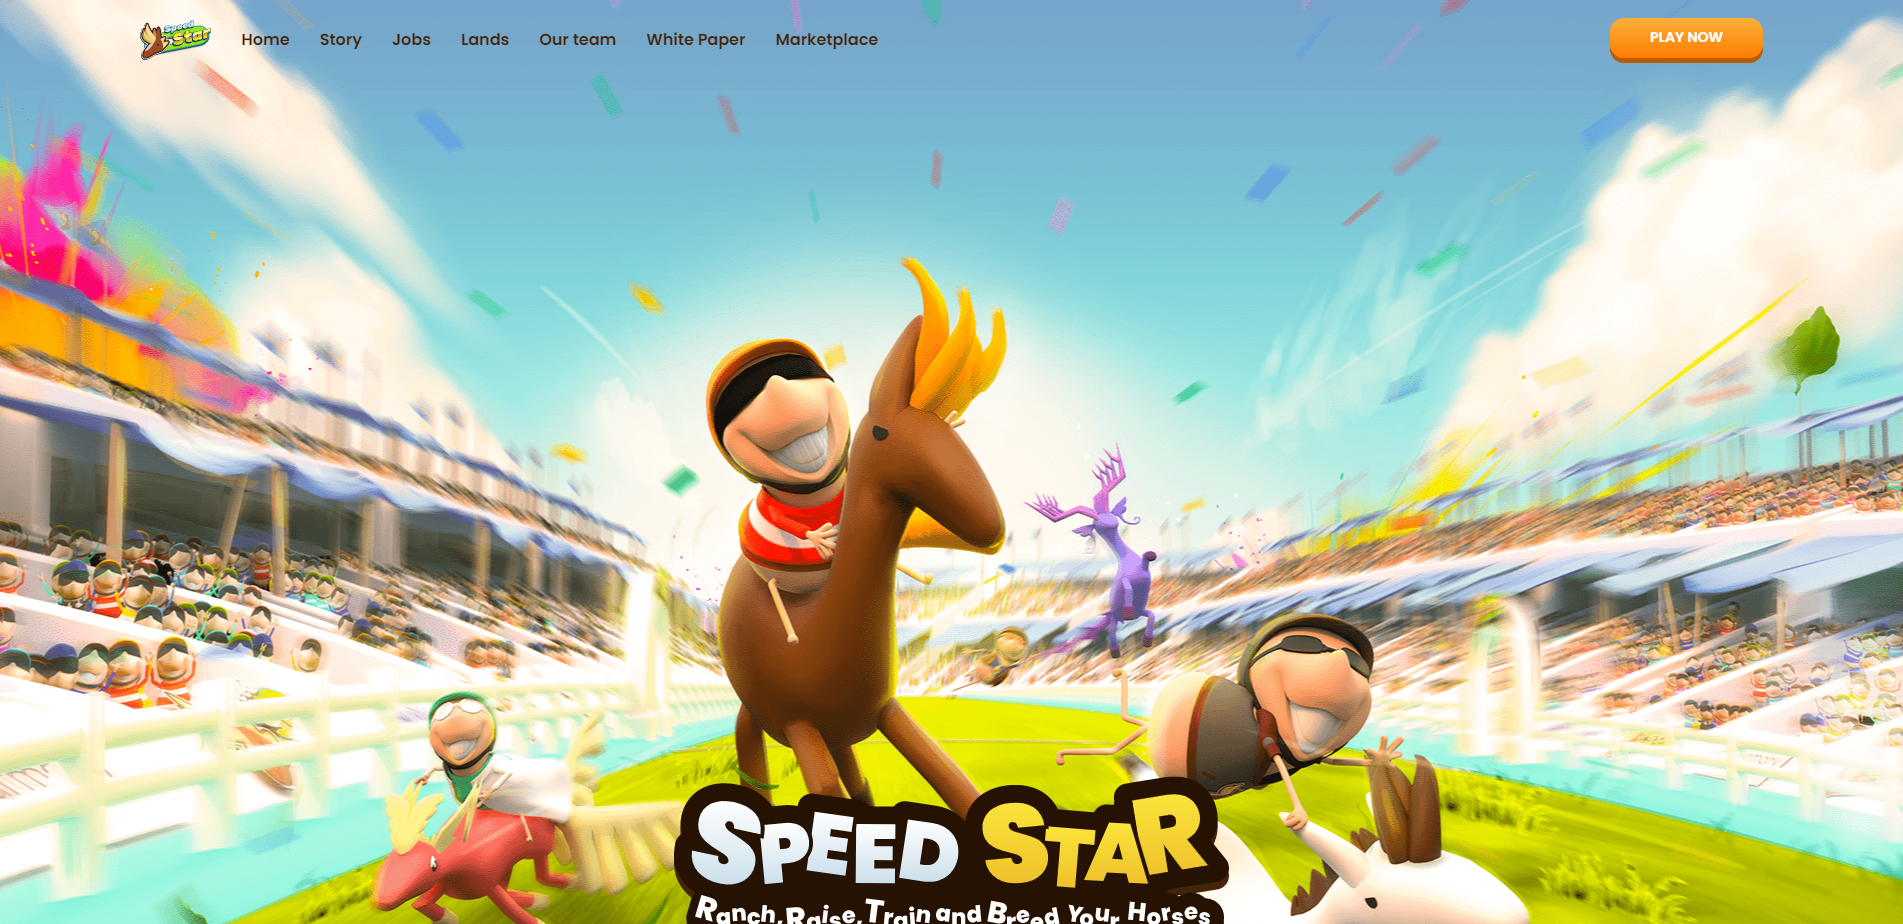 Speed
Star
Home
Story
Jobs
Lands
Our team
White Paper
Marketplace
PLAY NOW
SPEED STAR
Ranch, Raise, Train and Breed Your Horses